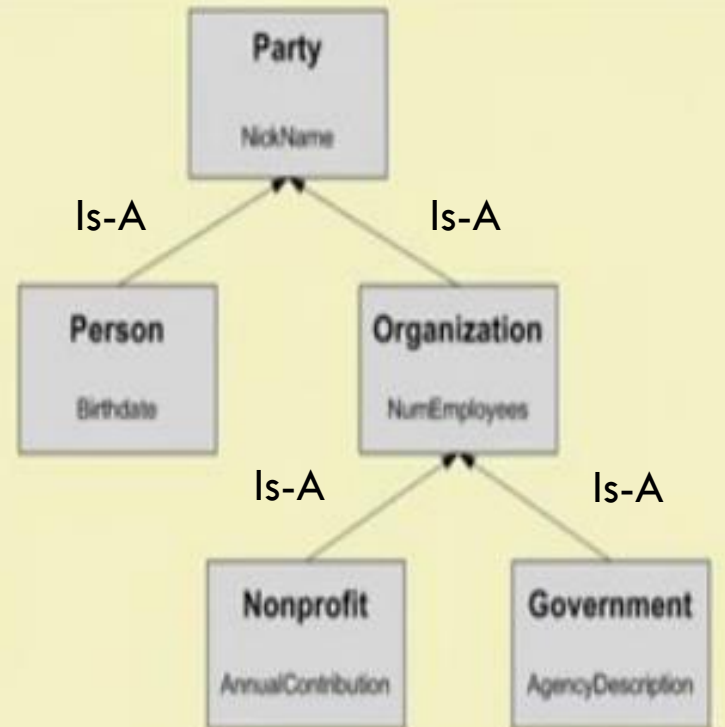 Party
NickName
Is-A
Is-A
Person
Organization
Birthdate
NumEmployees
Is-A
Is-A
Nonprofit
Government
AnnualContribution
AgencyDescription